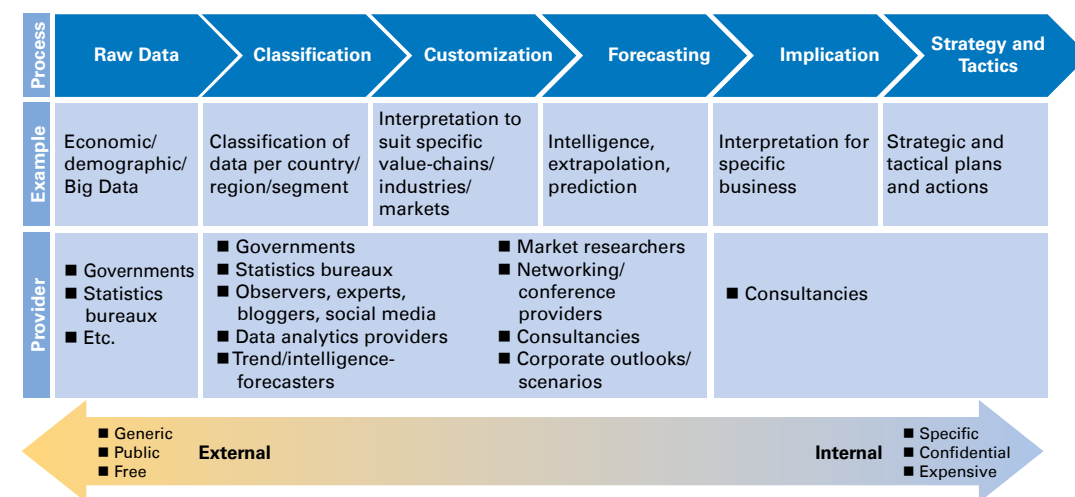 Process
Raw Data
Classification
Customization
Forecasting
Implication
Strategy and
Tactics
Example
Economic/
demographic/
Big Data
Classification of
data per country/
region/segment
Interpretation to
suit specific
value-chains/
industries/
markets
Intelligence,
extrapolation,
prediction
Interpretation for
specific
business
Strategic and
tactical plans
and actions
Provider
■ Governments
■ Statistics
bureaux
■ Etc.
■ Governments
■ Statistics bureaux
■ Observers, experts,
bloggers, social media
■ Data analytics providers
■ Trend/intelligence-
forecasters
■ Market researchers
■ Networking/
conference
providers
■ Consultancies
■ Corporate outlooks/
scenarios
■ Consultancies
■ Generic
■ Public
■ Free
External
Internal
■ Specific
■ Confidential
■ Expensive